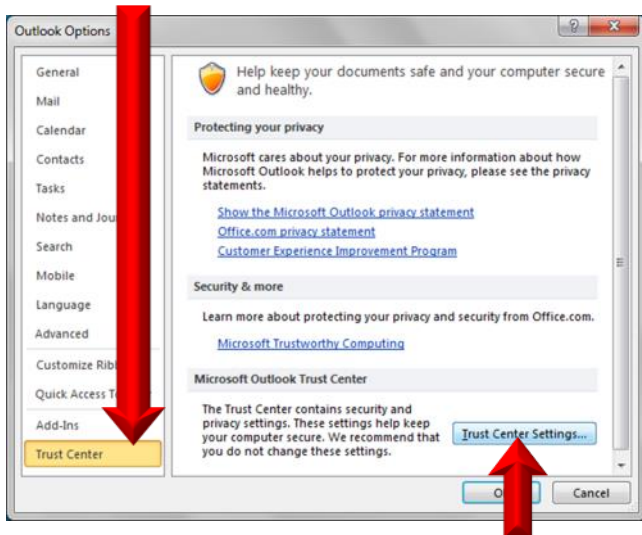 Outlook Options
General
Mail
Calendar
Contacts
Tasks
Notes and
Search
Mobile
Language
Advanced
Customize
Quick Access
Add-Ins
Trust Center
Help keep your documents safe and your computer secure
and healthy.
Protecting your privacy
Microsoft cares about your privacy. For more information about how
Microsoft Outlook helps to protect your privacy, please see the privacy
statements.
Show the Microsoft Outlook privacy statement
Office.com privacy statement
Customer Experience Improvement Program
Security & more
Learn more about protecting your privacy and security from Office.com.
Microsoft Trustworthy Computing
Microsoft Outlook Trust Center
The Trust Center contains security and
privacy settings. These settings help keep
your computer secure. We recommend that
you do not change these settings.
Trust Center Settings...
Cancel